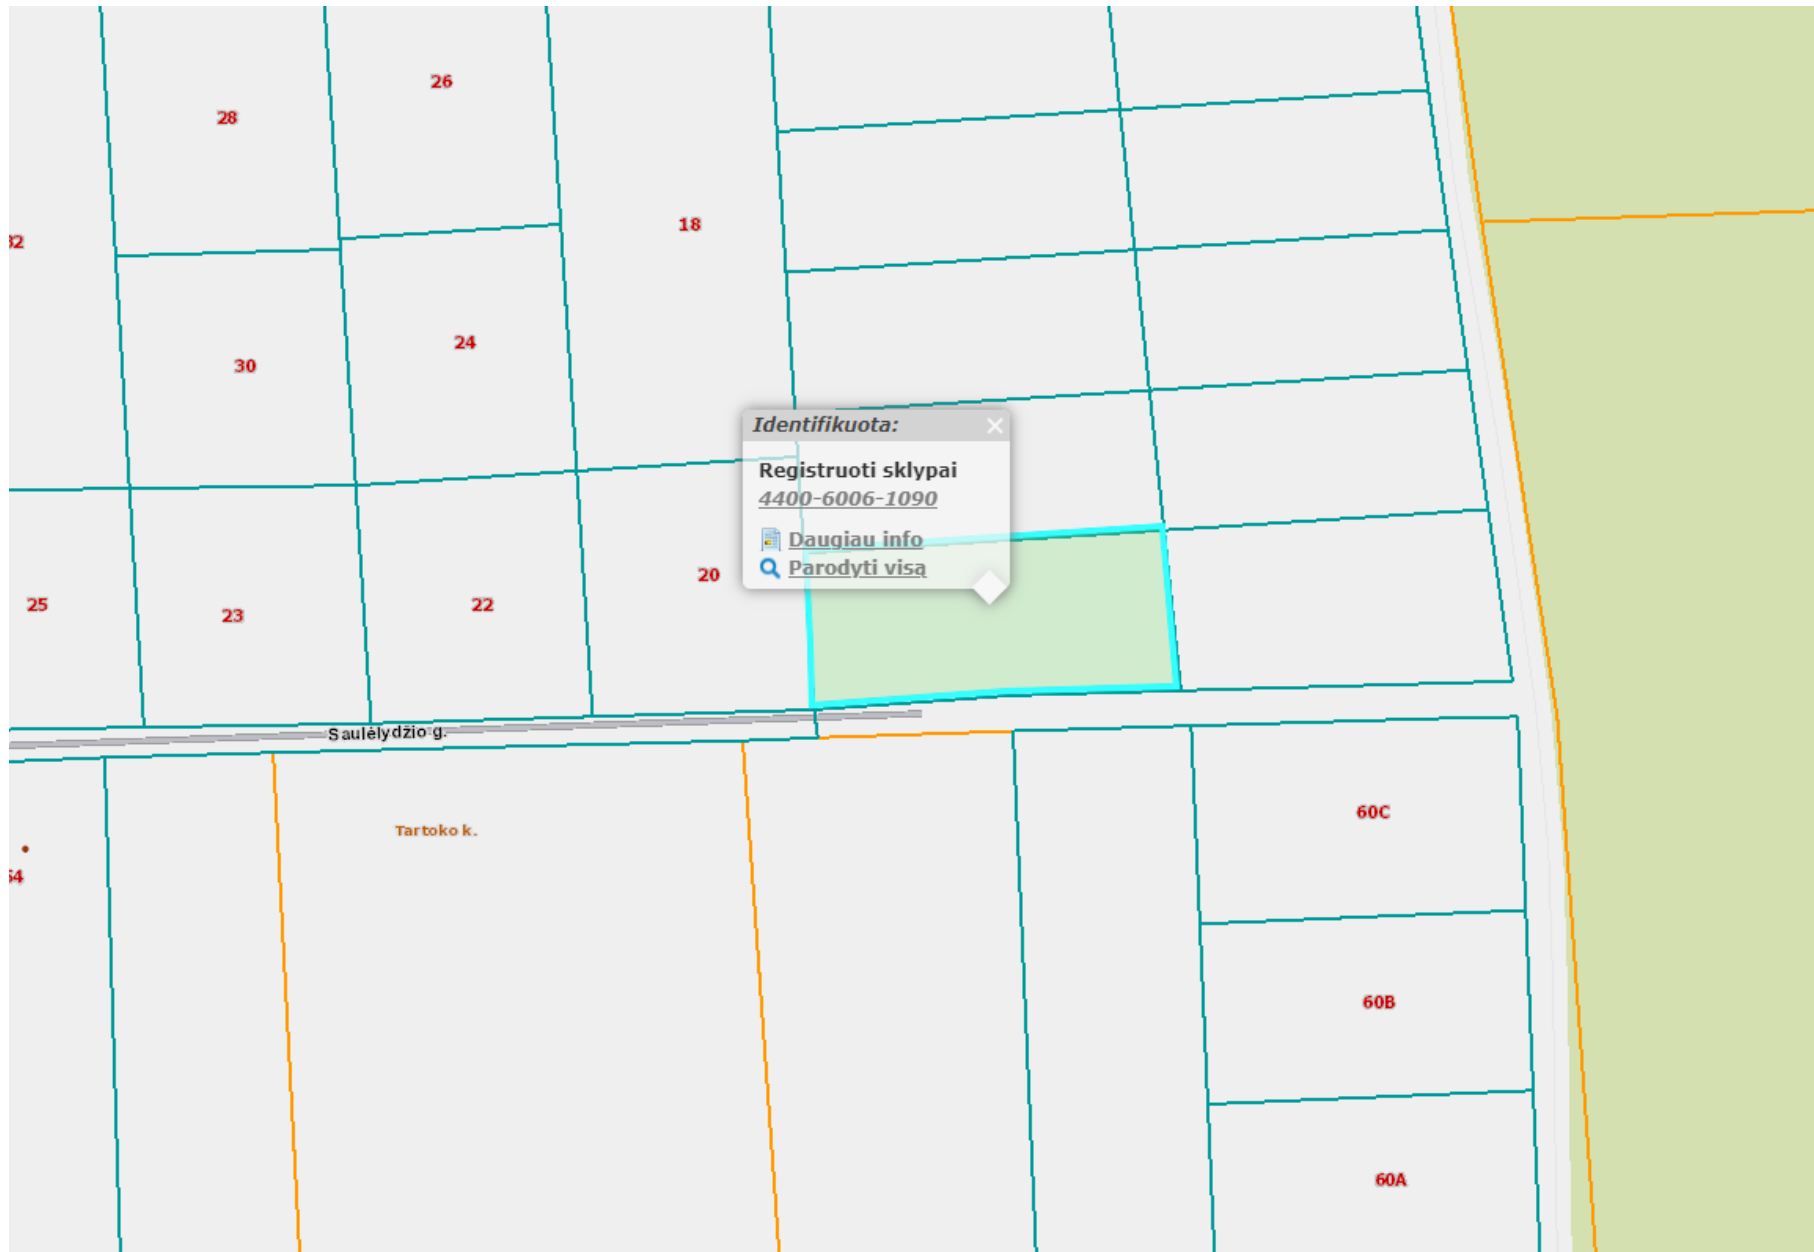 26
28
18
32
24
30
Identifikuota:
Registruoti sklypai
4400-6006-1090
Daugiau info
Parodyti visą
20
25
23
22
Saulėlydžio g.
60C
Tartoko k.
64
60B
60A